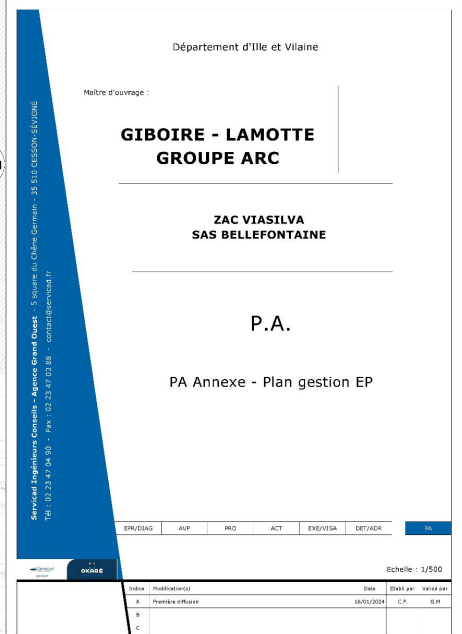 Département d'Ille et Vilaine
Maître d'ouvrage :
GIBOIRE - LAMOTTE
GROUPE ARC
ZAC VIASILVA
SAS BELLEFONTAINE
P.A.
PA Annexe - Plan gestion EP
Servicad Ingénieurs Conseils - Agence Grand Ouest - 5 square du Chêne Germain - 35 510 CESSON-SÉVIGNÉ
Tél : 02 23 47 04 90 - Fax : 02 23 47 03 88 - contact@servicad.fr
EPR/DIAG AVP PRO ACT EXE/VISA DET/ADR PA
Servicad OKARÉ Echelle : 1/500
Indice Modification(s) Date Etabli par Validé par
A Première diffusion 16/01/2024 C.P. G.M
B
C